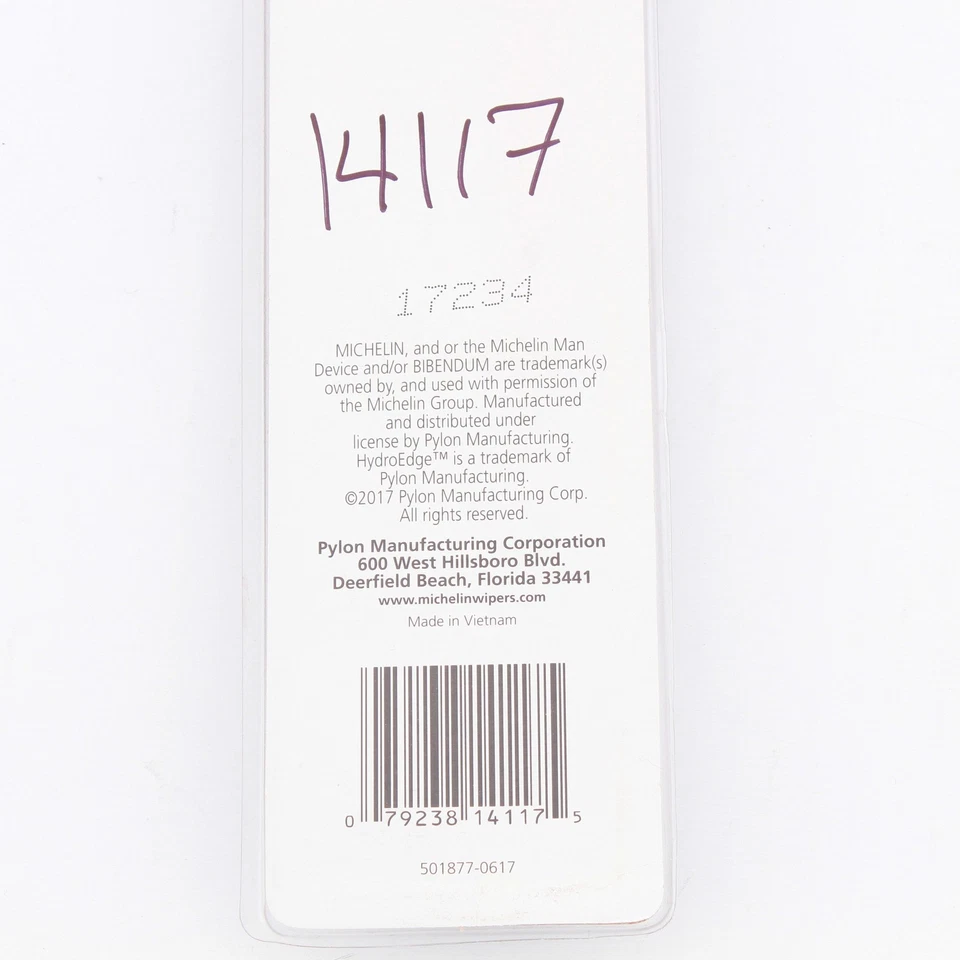 14117
17234
MICHELIN, and or the Michelin Man
Device and/or BIBENDUM are trademark(s)
owned by, and used with permission of
the Michelin Group. Manufactured
and distributed under
license by Pylon Manufacturing.
HydroEdge™ is a trademark of
Pylon Manufacturing.
©2017 Pylon Manufacturing Corp.
All rights reserved.
Pylon Manufacturing Corporation
600 West Hillsboro Blvd.
Deerfield Beach, Florida 33441
www.michelinwipers.com
Made in Vietnam
0 79238 14117 5
501877-0617